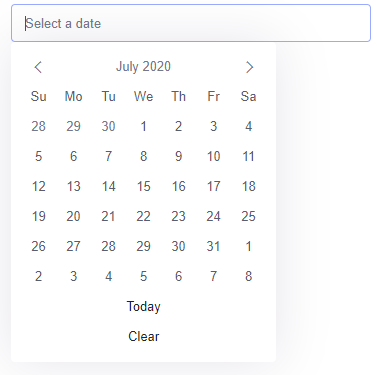 Select a date
July 2020
Su Mo Tu We Th Fr Sa
28 29 30 1 2 3 4
5 6 7 8 9 10 11
12 13 14 15 16 17 18
19 20 21 22 23 24 25
26 27 28 29 30 31 1
2 3 4 5 6 7 8
Today
Clear